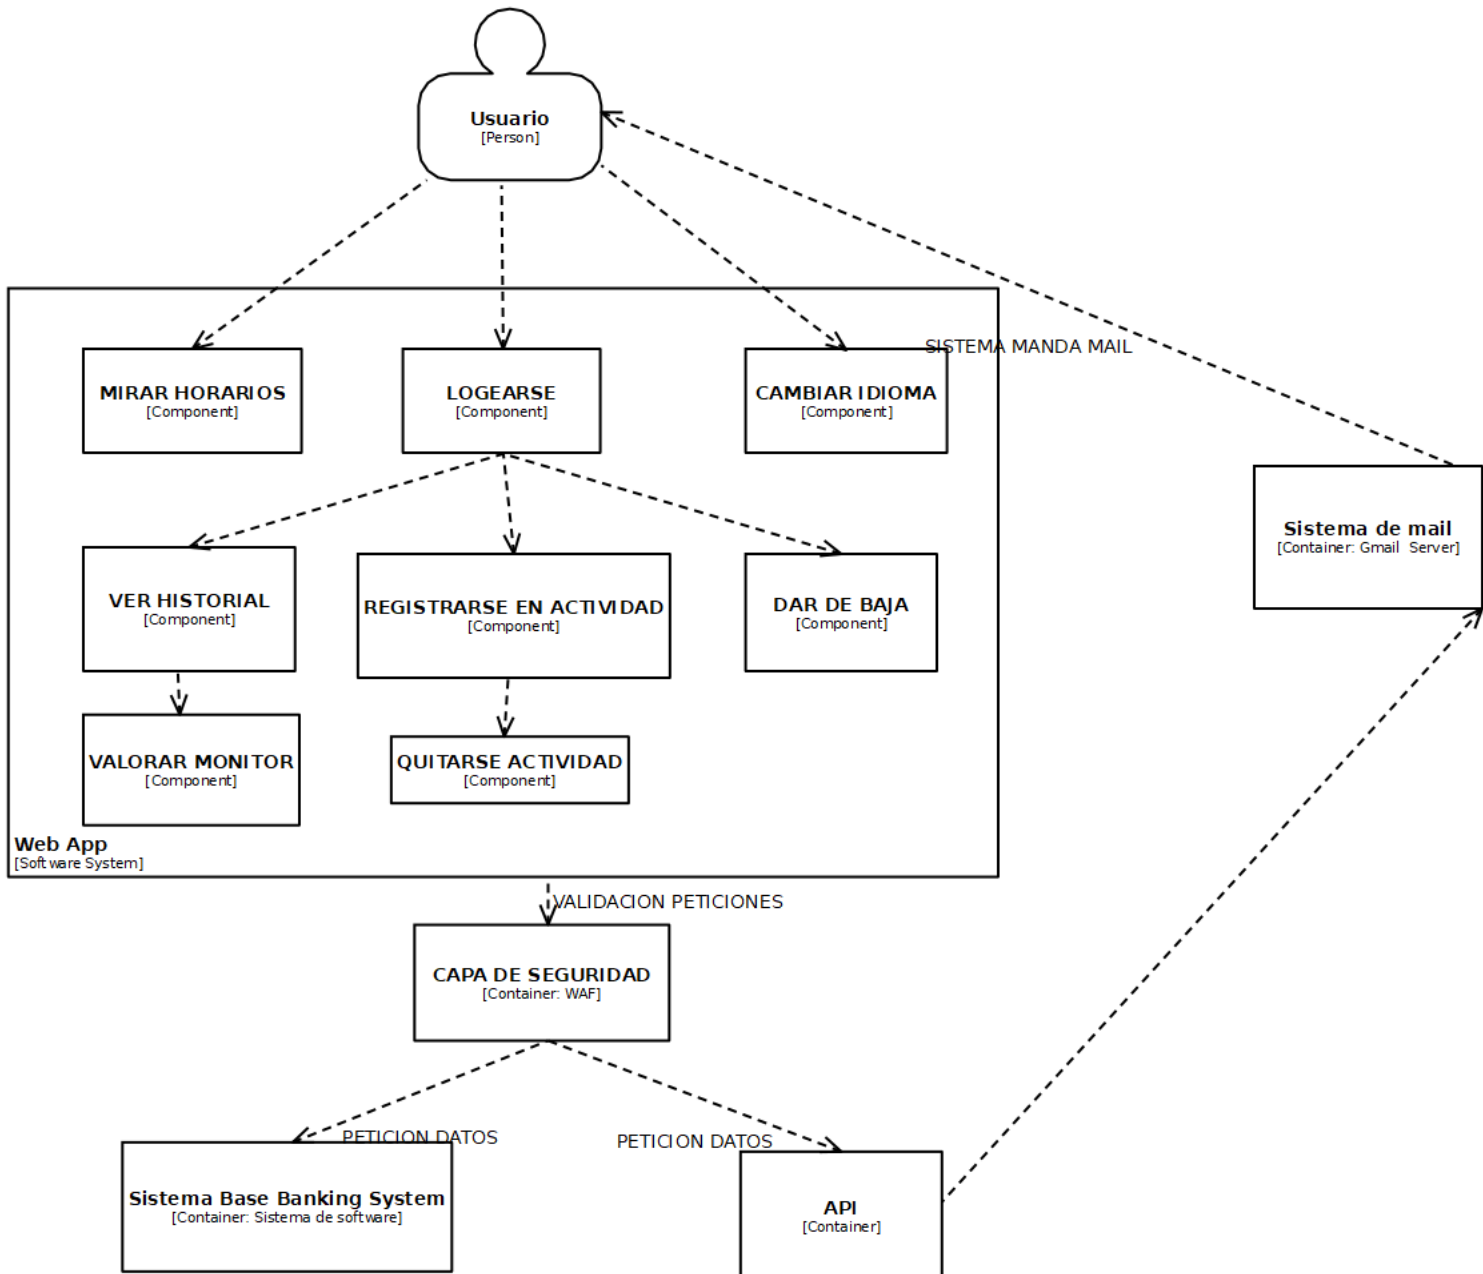 Usuario
[Person]
SISTEMA MANDA MAIL
MIRAR HORARIOS
[Component]
LOGEARSE
[Component]
CAMBIAR IDIOMA
[Component]
Sistema de mail
[Container: Gmail Server]
VER HISTORIAL
[Component]
REGISTRARSE EN ACTIVIDAD
[Component]
DAR DE BAJA
[Component]
VALORAR MONITOR
[Component]
QUITARSE ACTIVIDAD
[Component]
Web App
[Software System]
VALIDACION PETICIONES
CAPA DE SEGURIDAD
[Container: WAF]
PETICION DATOS
PETICION DATOS
Sistema Base Banking System
[Container: Sistema de software]
API
[Container]